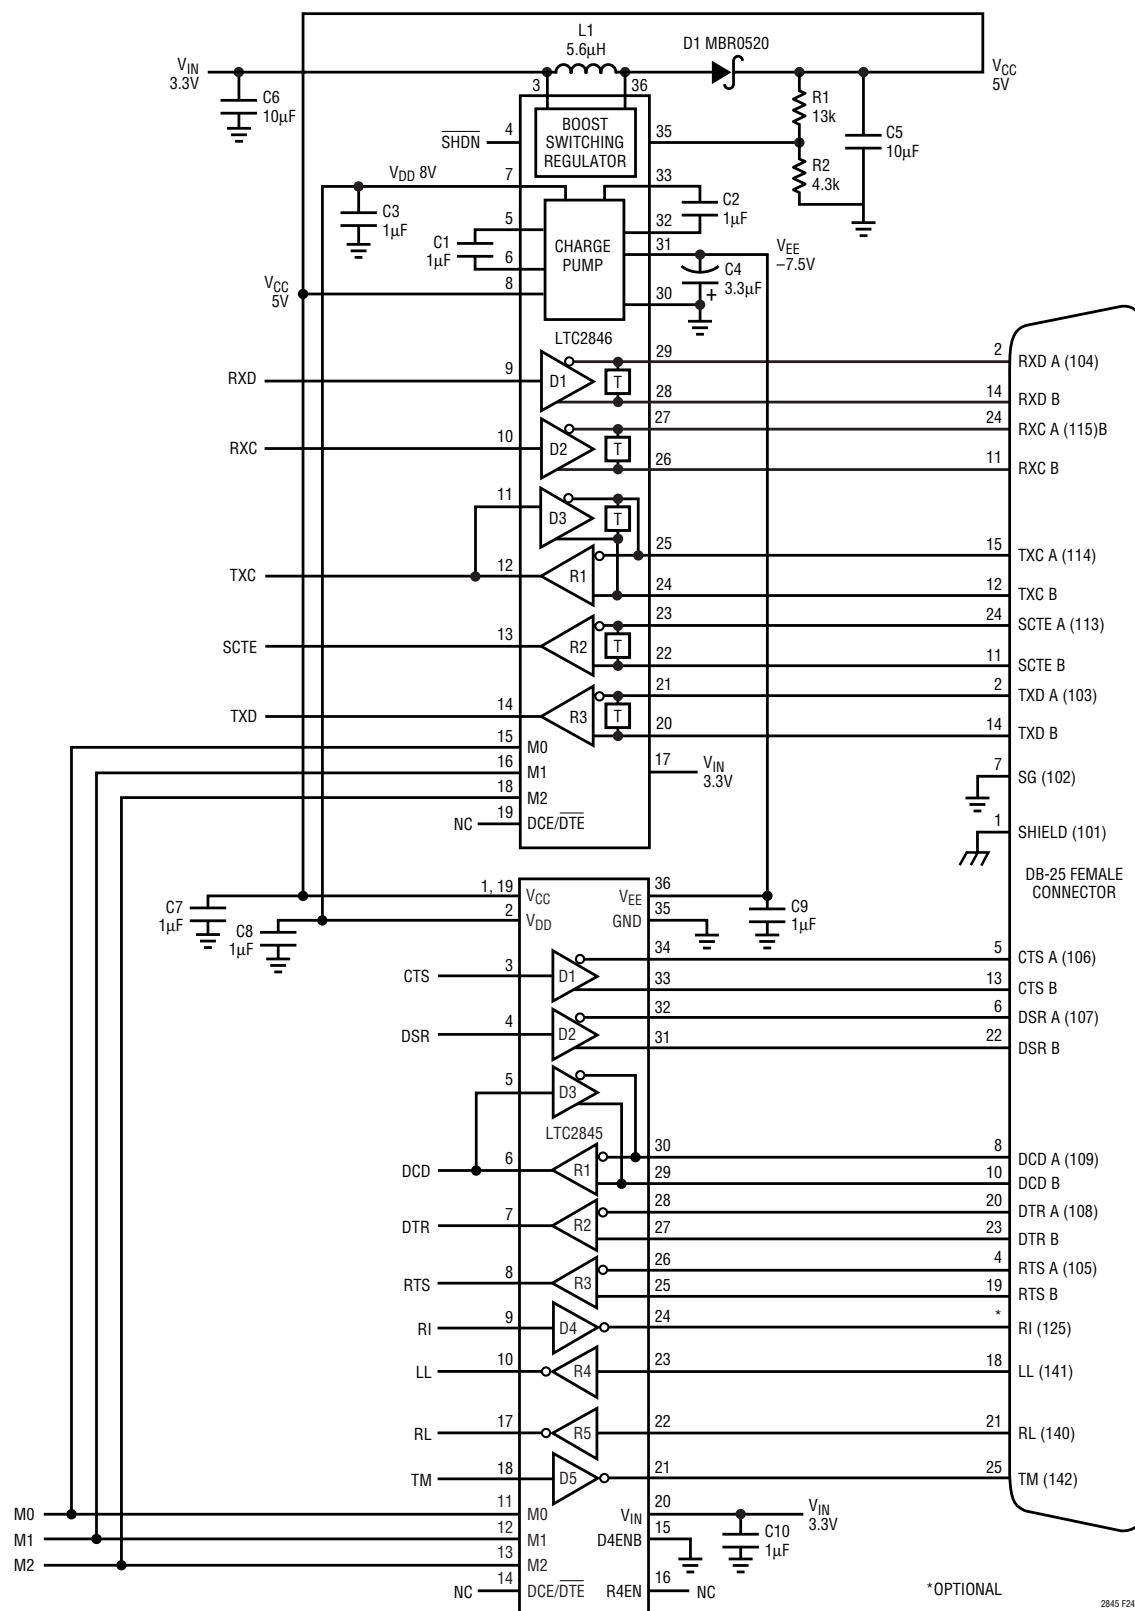 L1
5.6µH
D1 MBR0520
VIN
3.3V
VCC
5V
3
36
C6
10µF
R1
13k
C5
10µF
R2
4.3k
SHDN
4
BOOST
SWITCHING
REGULATOR
35
VDD 8V
7
33
C3
1µF
C2
1µF
5
C1
1µF
6
32
31
CHARGE
PUMP
VEE
–7.5V
C4
3.3µF
+
VCC
5V
8
30
LTC2846
RXD
9
D1
T
29
2
RXD A (104)
28
14
RXD B
RXC
10
D2
T
27
24
RXC A (115)B
26
11
RXC B
11
D3
T
TXC
12
R1
25
15
TXC A (114)
24
12
TXC B
SCTE
13
R2
T
23
24
SCTE A (113)
22
11
SCTE B
TXD
14
R3
T
21
2
TXD A (103)
20
14
TXD B
15
M0
16
M1
17
VIN
3.3V
18
M2
NC
19
DCE/DTE
7
SG (102)
1
SHIELD (101)
DB-25 FEMALE
CONNECTOR
C7
1µF
1, 19
VCC
VEE
36
C8
1µF
2
VDD
GND
35
C9
1µF
CTS
3
D1
34
5
CTS A (106)
33
13
CTS B
DSR
4
D2
32
6
DSR A (107)
31
22
DSR B
5
D3
LTC2845
DCD
6
R1
30
8
DCD A (109)
29
10
DCD B
DTR
7
R2
28
20
DTR A (108)
27
23
DTR B
RTS
8
R3
26
4
RTS A (105)
25
19
RTS B
RI
9
D4
24
*
RI (125)
LL
10
R4
23
18
LL (141)
RL
17
R5
22
21
RL (140)
TM
18
D5
21
25
TM (142)
M0
11
M0
VIN
20
VIN
3.3V
M1
12
M1
D4ENB
15
C10
1µF
M2
13
M2
NC
14
DCE/DTE
R4EN
16
NC
*OPTIONAL
2845 F24